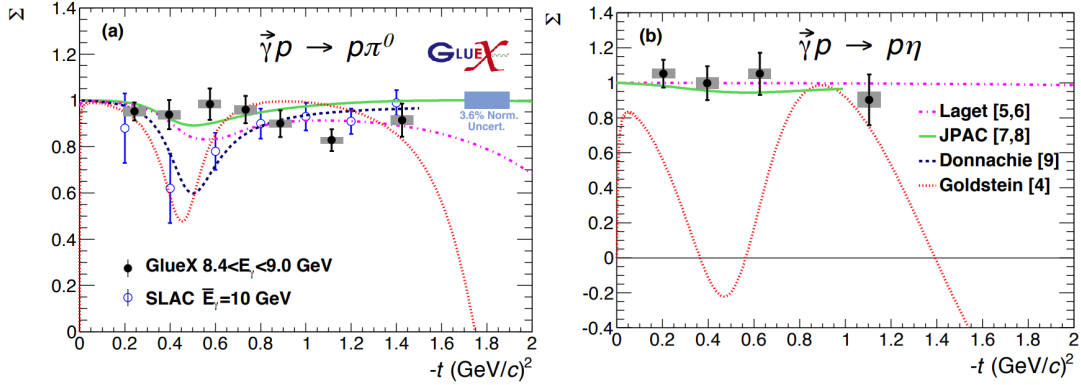 Σ
1.4
1.2
1
0.8
0.6
0.4
0.2
0
(a)
γ⃗p → pπ⁰
GLUEX
3.6% Norm.
Uncert.
GlueX 8.4<Eγ<9.0 GeV
SLAC E̅γ=10 GeV
0 0.2 0.4 0.6 0.8 1 1.2 1.4 1.6 1.8 2
-t (GeV/c)²
Σ
1.4
1.2
1
0.8
0.6
0.4
0.2
0
-0.2
-0.4
(b)
γ⃗p → pη
Laget [5,6]
JPAC [7,8]
Donnachie [9]
Goldstein [4]
0 0.2 0.4 0.6 0.8 1 1.2 1.4 1.6 1.8 2
-t (GeV/c)²